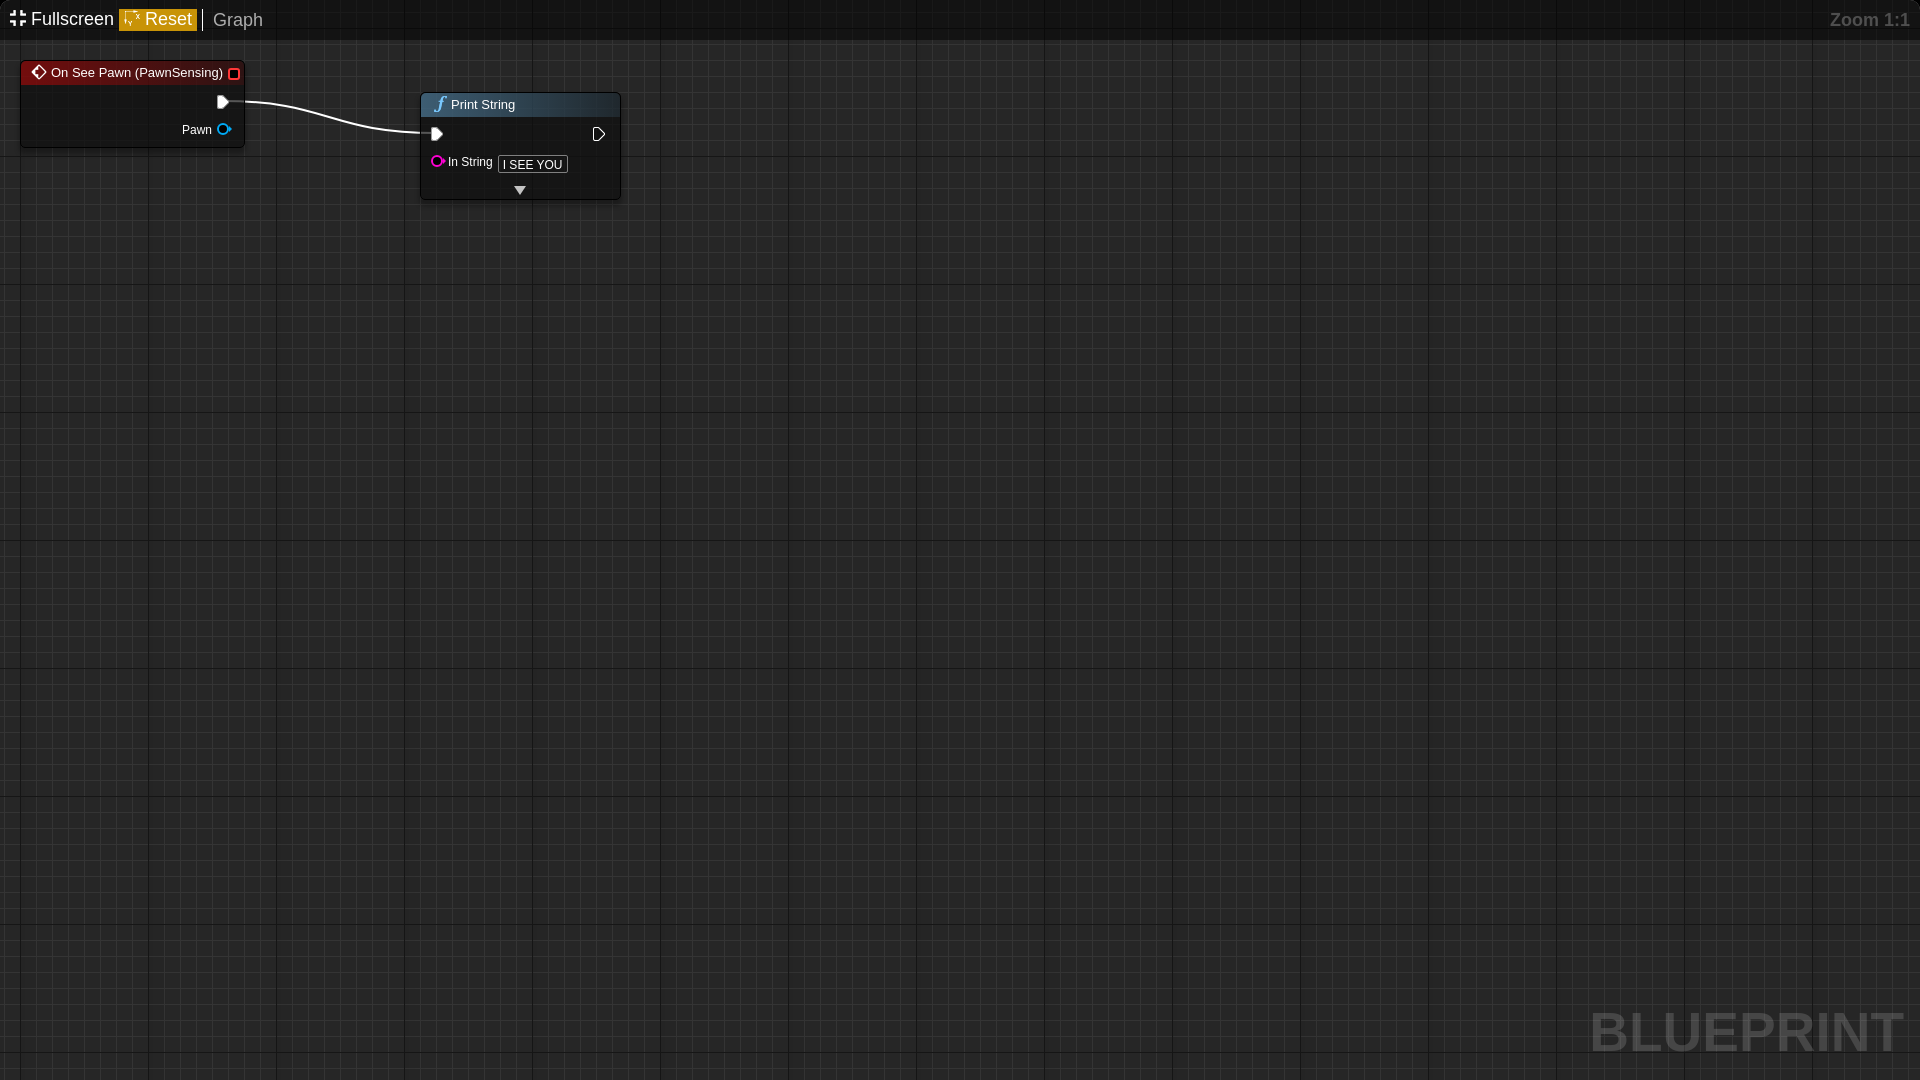 Fullscreen Reset Graph
Zoom 1:1
On See Pawn (PawnSensing)
Pawn
Print String
In String I SEE YOU
BLUEPRINT